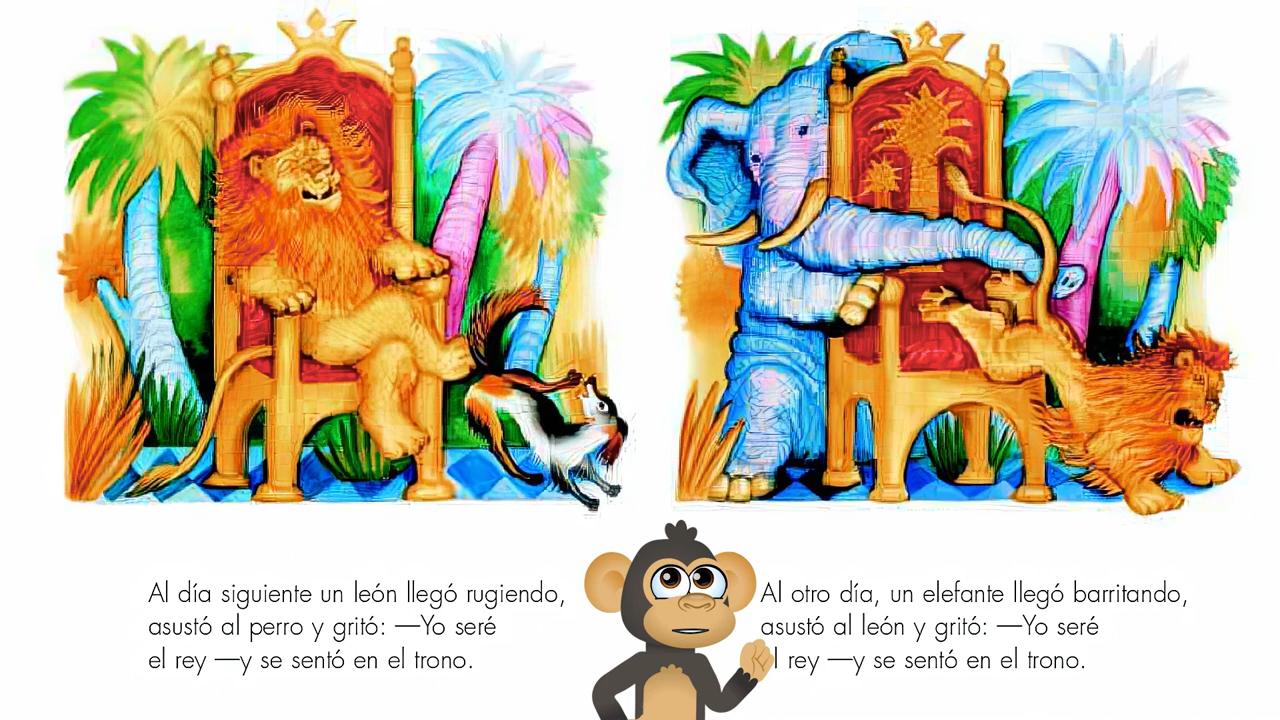 Al día siguiente un león llegó rugiendo,
asustó al perro y gritó: —Yo seré
el rey —y se sentó en el trono.
Al otro día, un elefante llegó barritando,
asustó al león y gritó: —Yo seré
l rey —y se sentó en el trono.